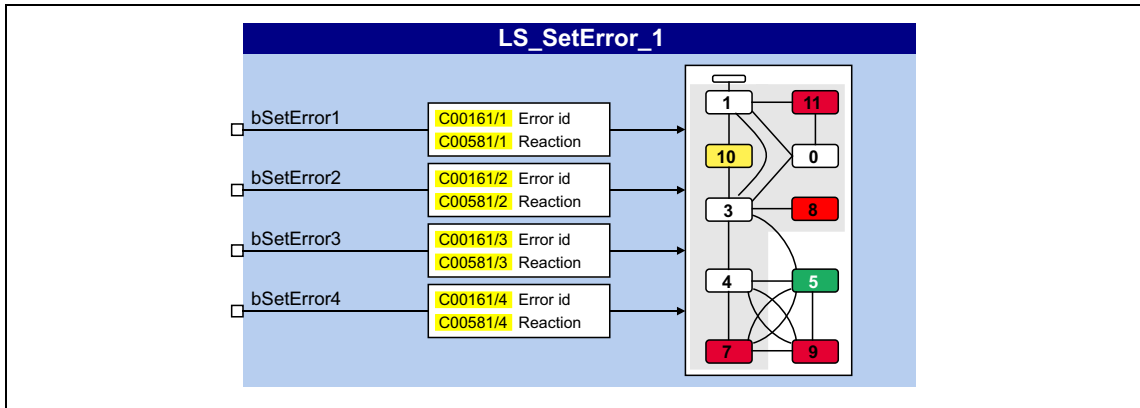 LS_SetError_1
bSetError1
C00161/1 Error id
C00581/1 Reaction
bSetError2
C00161/2 Error id
C00581/2 Reaction
bSetError3
C00161/3 Error id
C00581/3 Reaction
bSetError4
C00161/4 Error id
C00581/4 Reaction
1 11
10 0
3 8
4 5
7 9